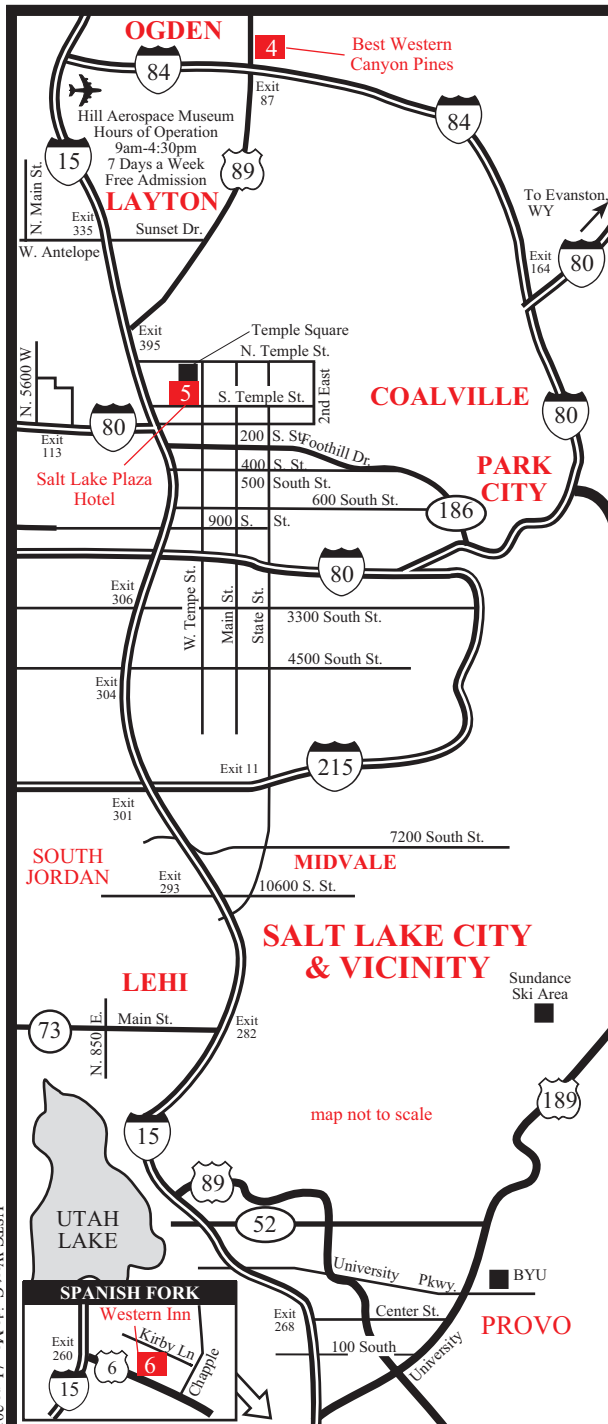 OGDEN
4
Best Western
Canyon Pines
84
Exit
87
Hill Aerospace Museum
Hours of Operation
9am-4:30pm
7 Days a Week
Free Admission
15
89
84
LAYTON
N. Main St.
Exit
335
Sunset Dr.
W. Antelope
To Evanston,
WY
Exit
164
80
Exit
395
Temple Square
N. Temple St.
N. 5600 W
5
S. Temple St.
2nd East
COALVILLE
80
80
Exit
113
200 S. St.
Foothill Dr.
Salt Lake Plaza
Hotel
400 S. St.
500 South St.
PARK
CITY
600 South St.
186
900 S. St.
80
Exit
306
W. Tempe St.
Main St.
State St.
3300 South St.
4500 South St.
Exit
304
Exit 11
215
Exit
301
7200 South St.
SOUTH
JORDAN
MIDVALE
Exit
293
10600 S. St.
SALT LAKE CITY
& VICINITY
LEHI
Sundance
Ski Area
73
Main St.
N. 850 E.
Exit
282
189
map not to scale
15
89
UTAH
LAKE
52
University Pkwy.
BYU
SPANISH FORK
Western Inn
Exit
268
Center St.
PROVO
Kirby Ln
Exit
260
6
6
100 South
University
Chapple
15